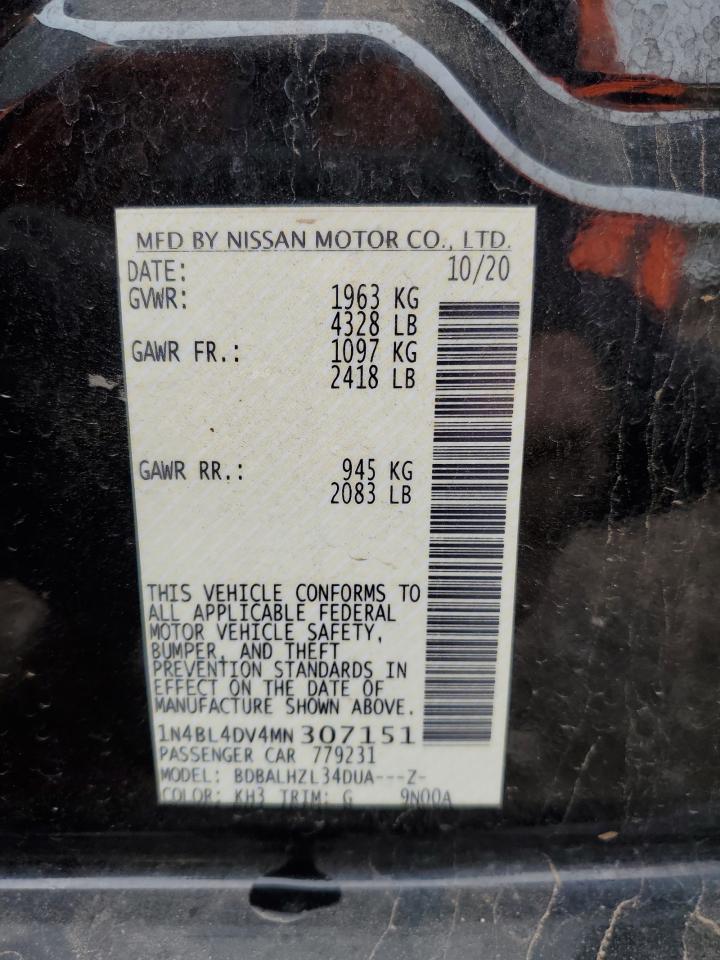 MFD BY NISSAN MOTOR CO., LTD.
DATE: 10/20
GVWR: 1963 KG
4328 LB
GAWR FR.: 1097 KG
2418 LB
GAWR RR.: 945 KG
2083 LB
THIS VEHICLE CONFORMS TO
ALL APPLICABLE FEDERAL
MOTOR VEHICLE SAFETY,
BUMPER, AND THEFT
PREVENTION STANDARDS IN
EFFECT ON THE DATE OF
MANUFACTURE SHOWN ABOVE.
1N4BL4DV4MN307151
PASSENGER CAR 779231
MODEL: BDBALHZL34DUA---Z-
COLOR: KH3 TRIM: G 9N00A